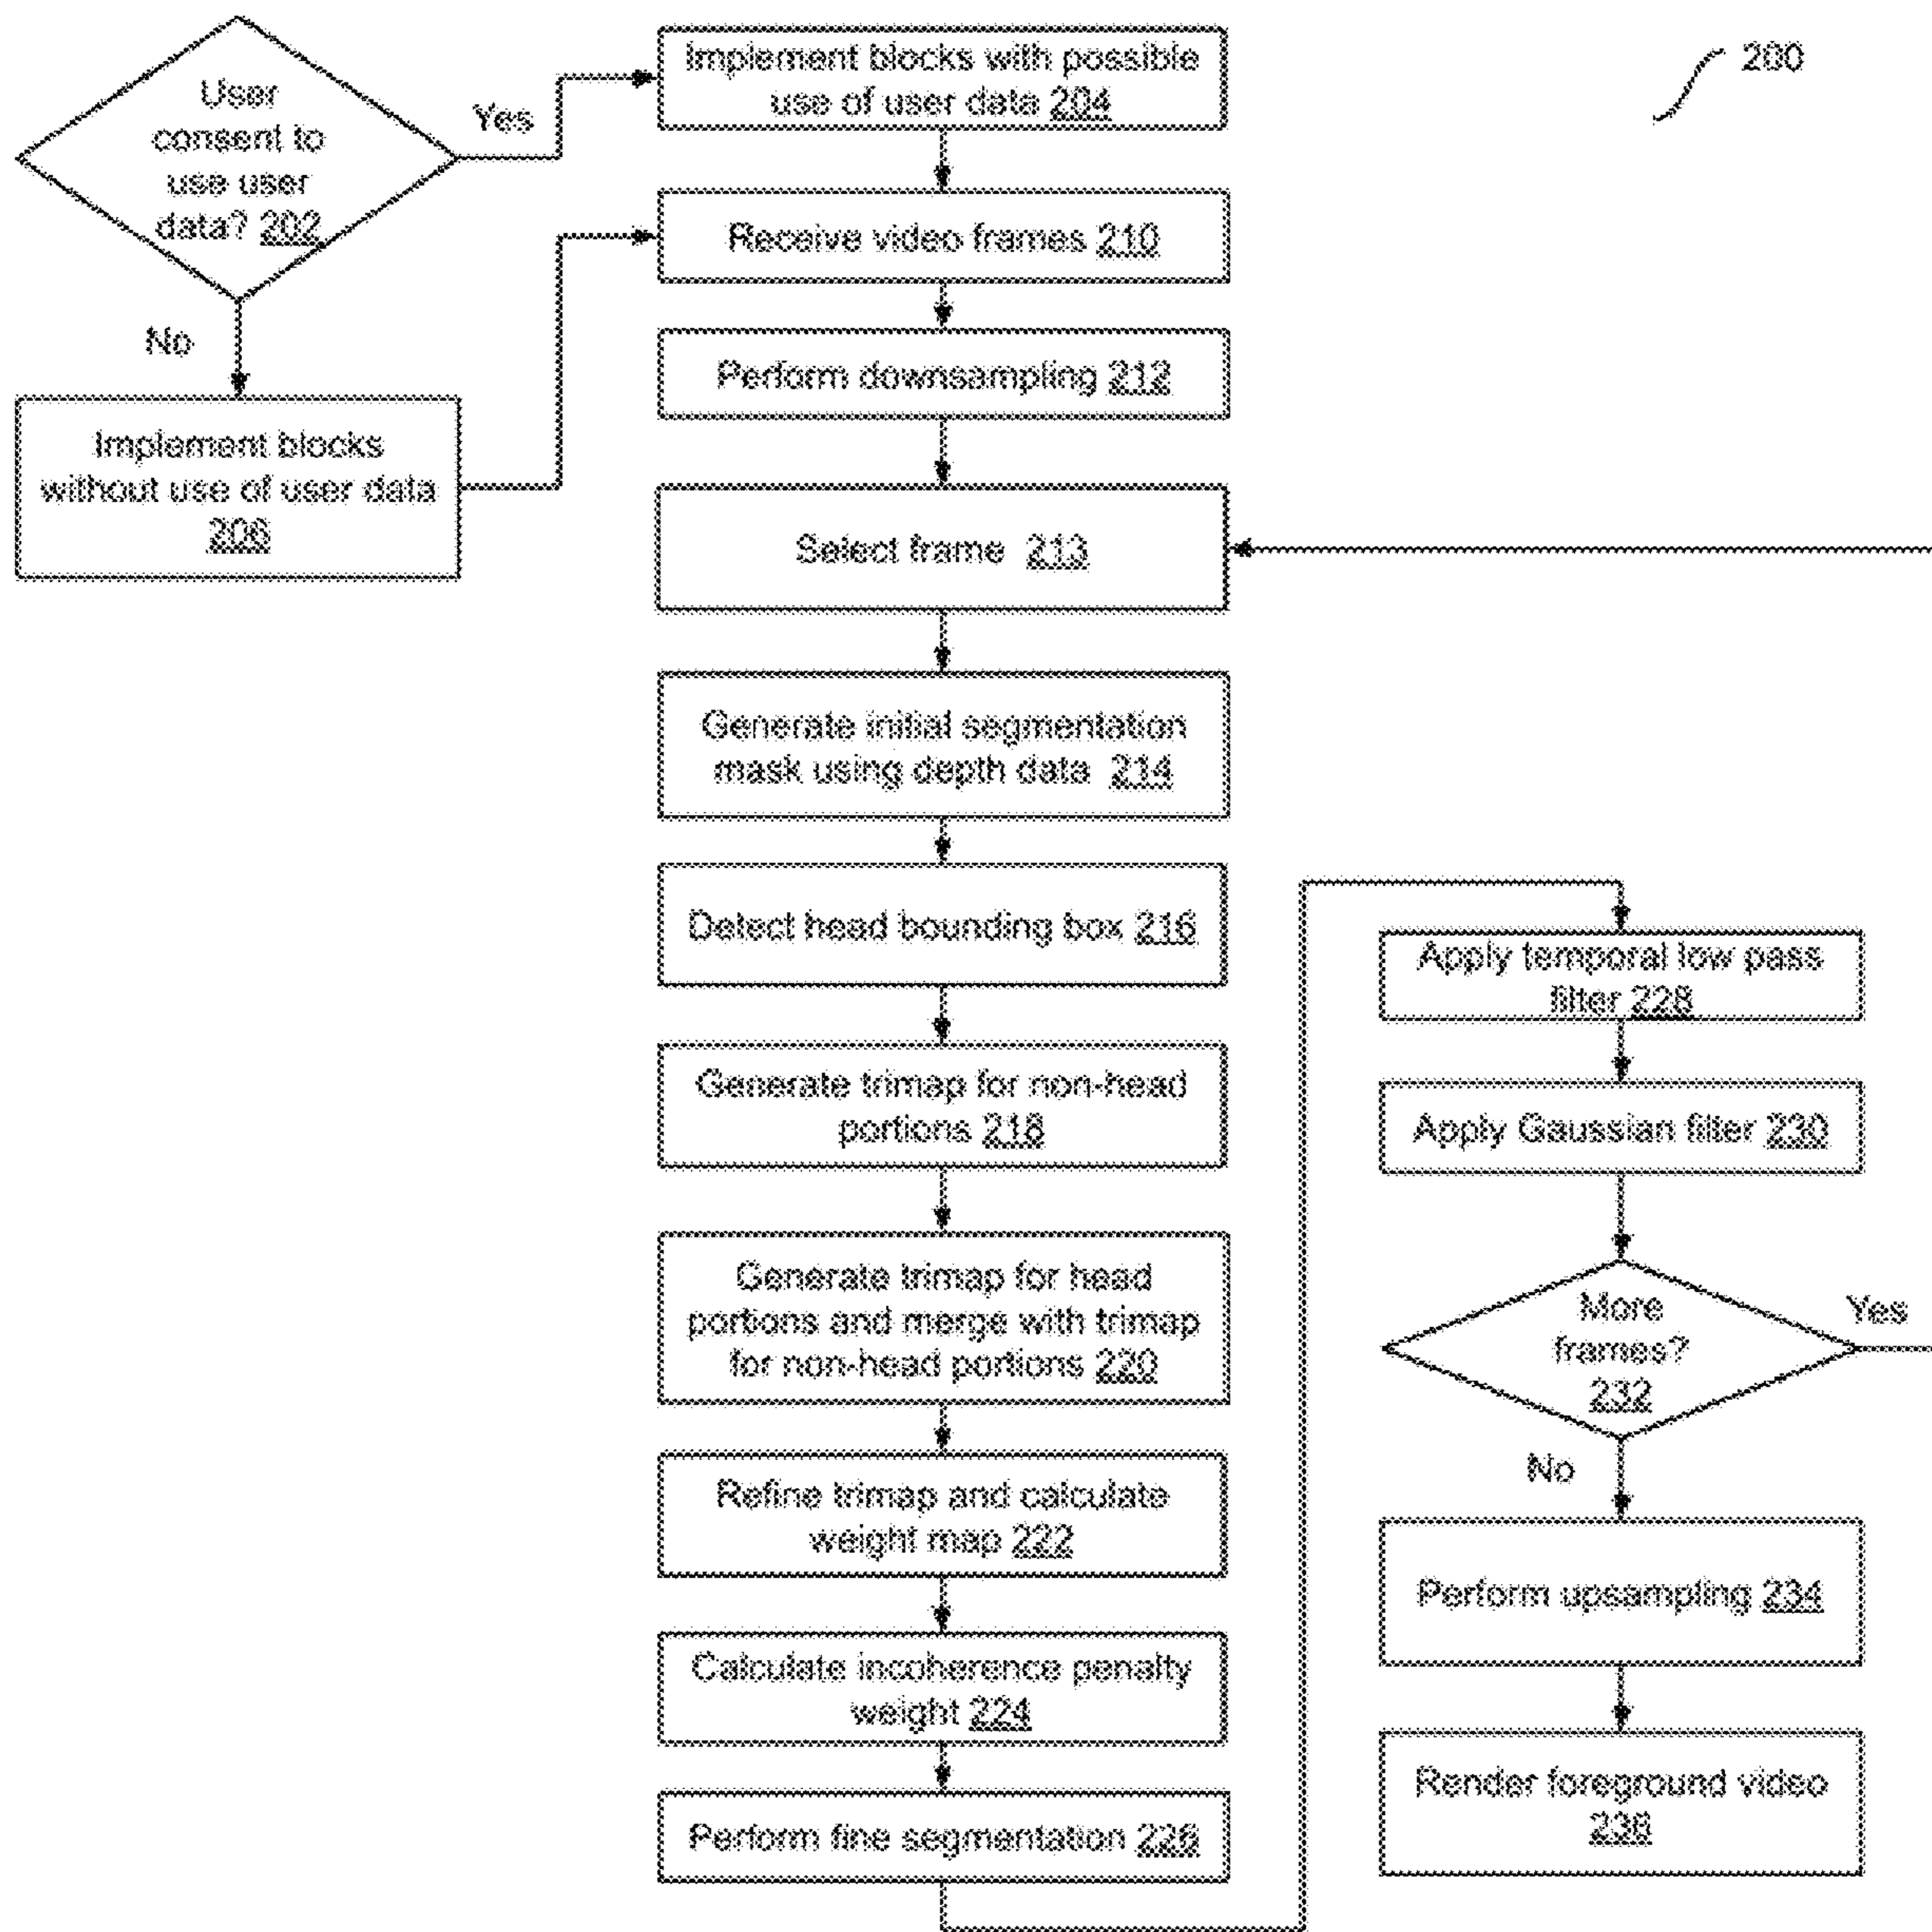 User
consent to
use user
data? 202
Yes
No
Implement blocks
without use of user data
206
Implement blocks with possible
use of user data 204
200
Receive video frames 210
Perform downsampling 212
Select frame 213
Generate initial segmentation
mask using depth data 214
Detect head bounding box 216
Generate trimap for non-head
portions 218
Generate trimap for head
portions and merge with trimap
for non-head portions 220
Refine trimap and calculate
weight map 222
Calculate incoherence penalty
weight 224
Perform fine segmentation 226
Apply temporal low pass
filter 228
Apply Gaussian filter 230
More
frames?
232
Yes
No
Perform upsampling 234
Render foreground video
236